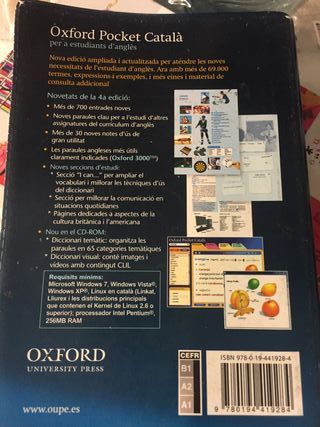 Oxford Pocket Català
per a estudiants d'anglès
Nova edició ampliada i actualitzada per atendre les noves
necessitats de l'estudiant d'anglès. Ara amb més de 69.000
termes, expressions i exemples, i més eines i material de
consulta addicional
Novetats de la 4a edició:
• Més de 700 entrades noves
• Noves paraules clau per a l'estudi d'altres
assignatures del currículum d'anglès
• Més de 30 noves notes d'ús de
gran utilitat
• Les paraules angleses més útils
clarament indicades (Oxford 3000™)
• Noves seccions d'estudi:
* Secció "I can..." per ampliar el
vocabulari i millorar les tècniques d'ús
del diccionari
* Secció per millorar la comunicació en
situacions quotidianes
* Pàgines dedicades a aspectes de la
cultura britànica i l'americana
• Nou en el CD-ROM:
* Diccionari temàtic: organitza les
paraules en 65 categories temàtiques
* Diccionari visual: conté imatges i
vídeos amb contingut CLIL
Requisits mínims:
Microsoft Windows 7, Windows Vista®,
Windows XP®, Linux en català (Linkat,
Lliurex i les distribucions principals
que contenen el Kernel de Linux 2.6 o
superior); processador Intel Pentium®,
256MB RAM
Oxford Pocket Català
orange
OXFORD
UNIVERSITY PRESS
www.oupe.es
CEFR
B1
A2
A1
ISBN 978-0-19-441928-4
9 780194 419284